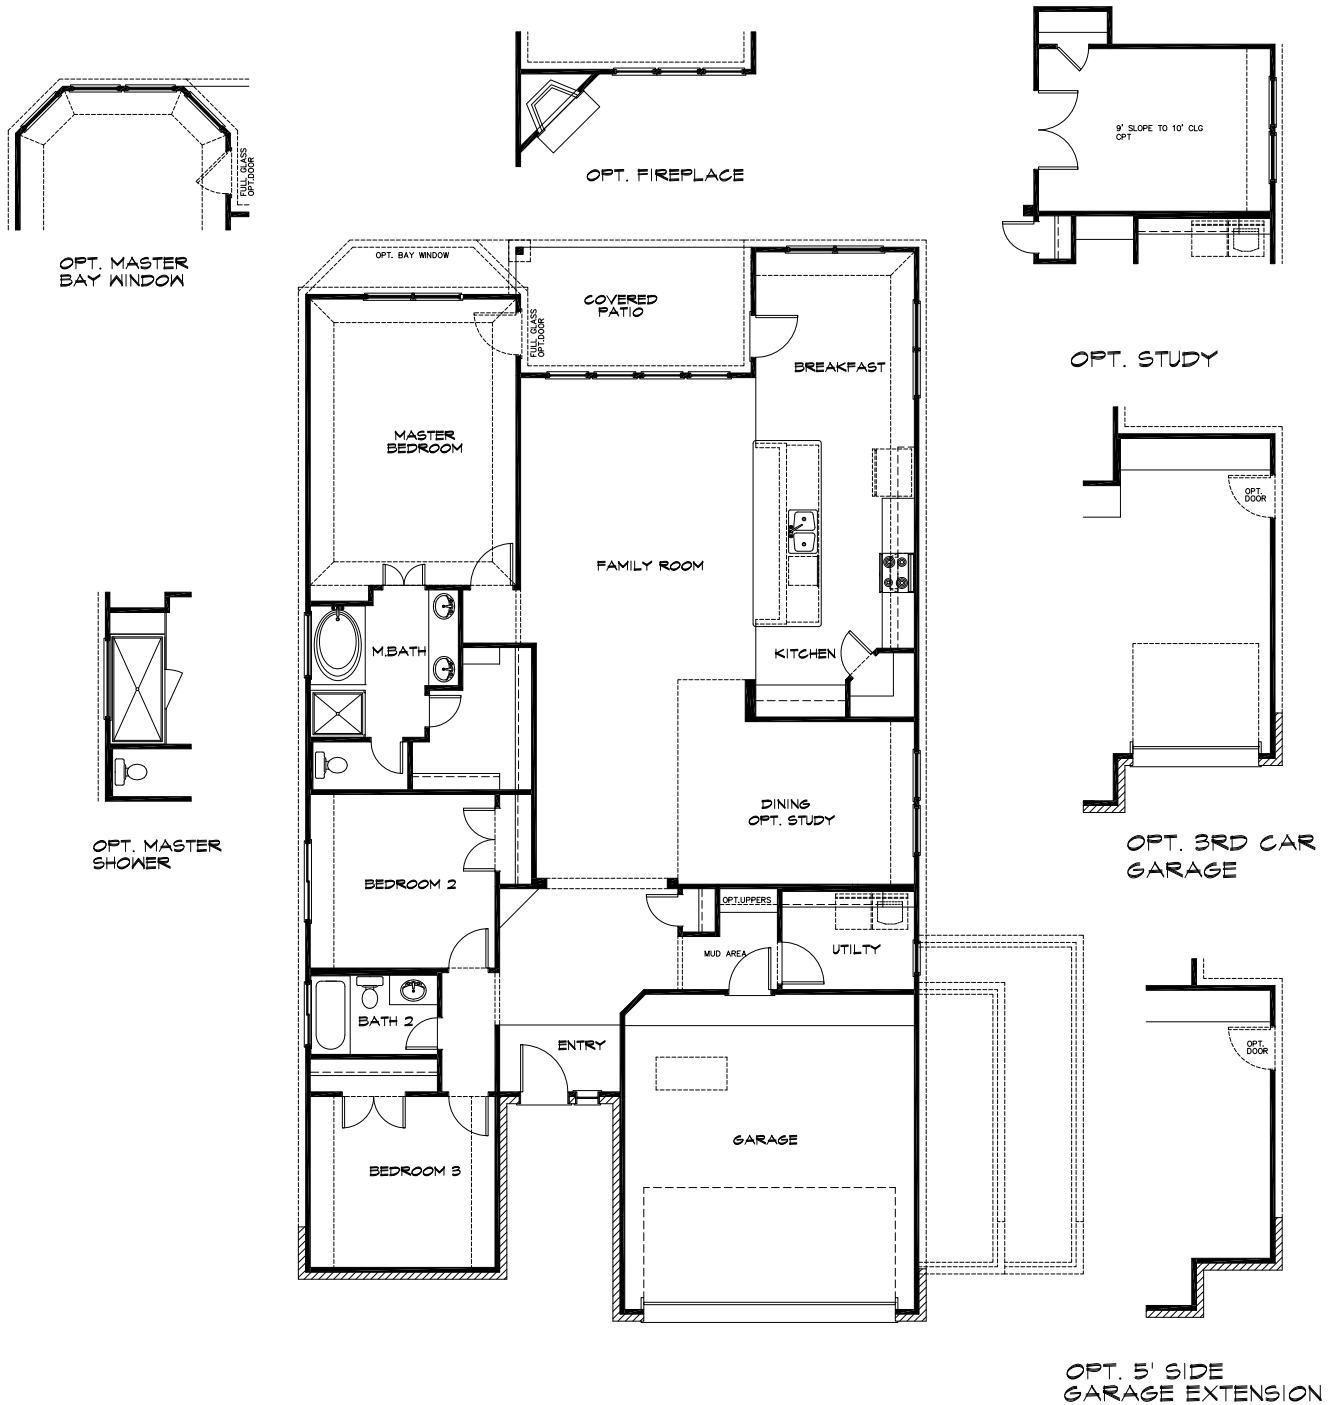 OPT. FIREPLACE
9' SLOPE TO 10' CLG
CPT
FULL GLASS
OPT.DOOR
OPT. MASTER
BAY WINDOW
OPT. STUDY
OPT. BAY WINDOW
COVERED
PATIO
FULL GLASS
OPT.DOOR
BREAKFAST
MASTER
BEDROOM
OPT.
DOOR
FAMILY ROOM
M.BATH
KITCHEN
OPT. MASTER
SHOWER
DINING
OPT. STUDY
OPT. 3RD CAR
GARAGE
BEDROOM 2
OPT.UPPERS
MUD AREA
UTILTY
BATH 2
ENTRY
OPT.
DOOR
GARAGE
BEDROOM 3
OPT. 5' SIDE
GARAGE EXTENSION